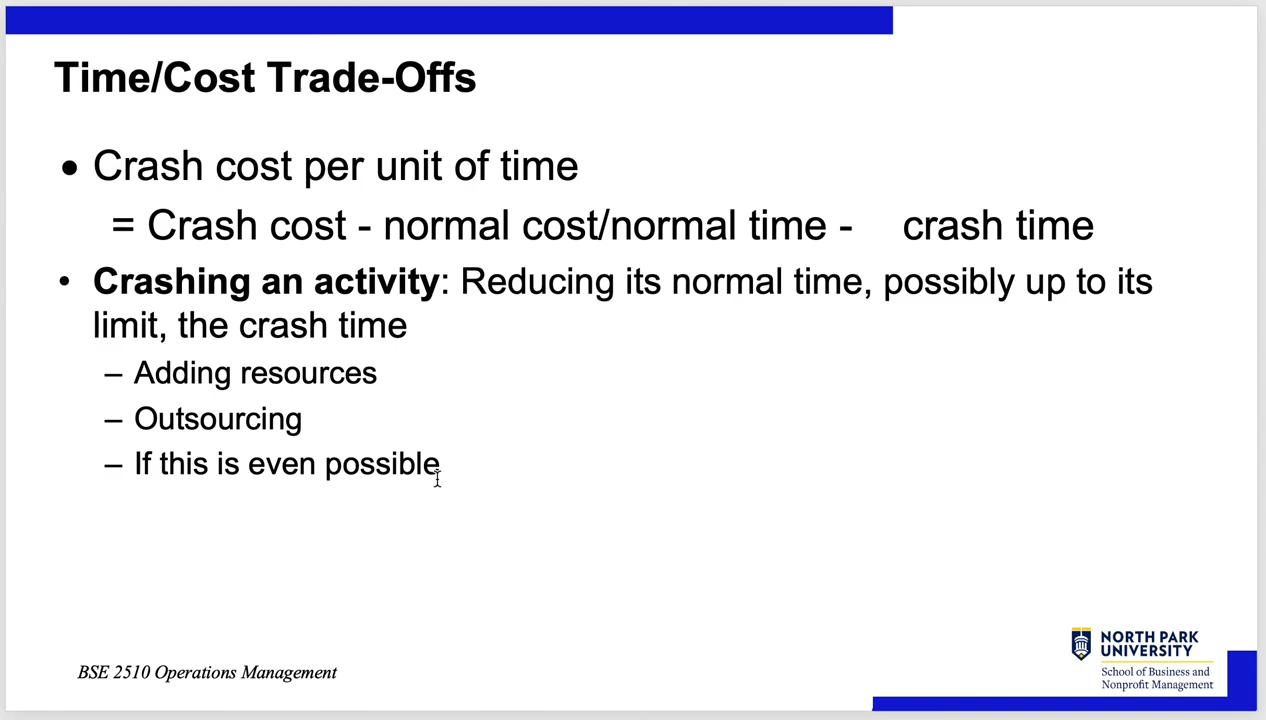 Time/Cost Trade-Offs
• Crash cost per unit of time
= Crash cost - normal cost/normal time - crash time
• Crashing an activity: Reducing its normal time, possibly up to its
limit, the crash time
– Adding resources
– Outsourcing
– If this is even possible
NORTH PARK
UNIVERSITY
School of Business and
Nonprofit Management
BSE 2510 Operations Management